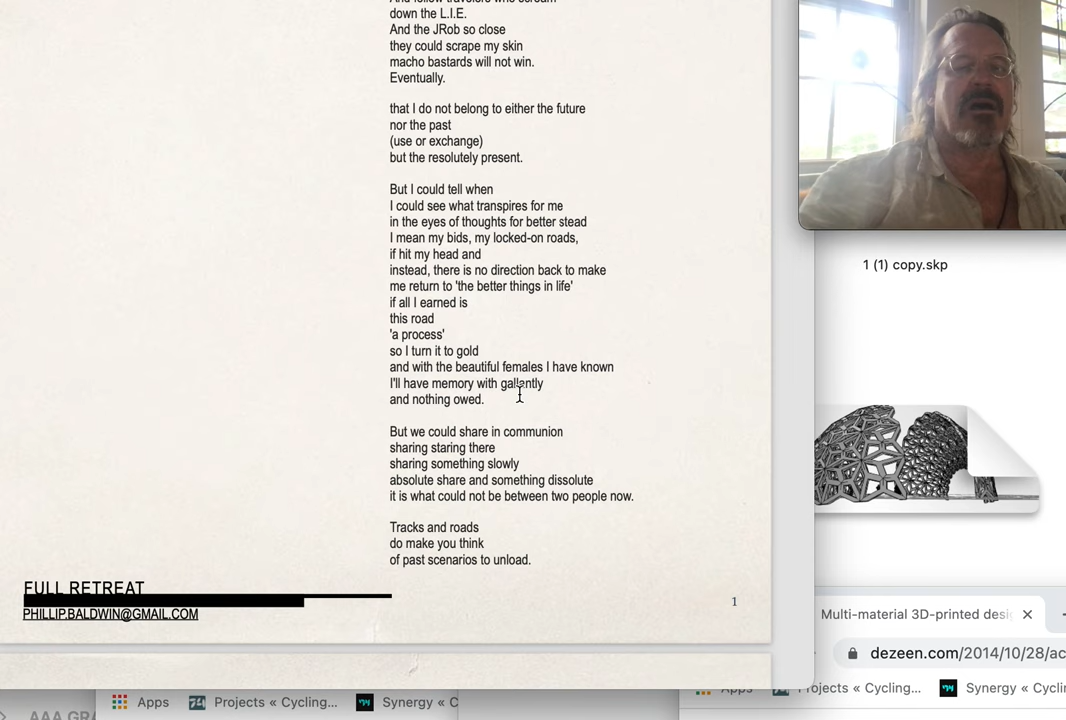 And follow travelers who scream
down the L.I.E.
And the JRob so close
they could scrape my skin
macho bastards will not win.
Eventually.
that I do not belong to either the future
nor the past
(use or exchange)
but the resolutely present.
But I could tell when
I could see what transpires for me
in the eyes of thoughts for better stead
I mean my bids, my locked-on roads,
if hit my head and
instead, there is no direction back to make
me return to 'the better things in life'
if all I earned is
this road
'a process'
so I turn it to gold
and with the beautiful females I have known
I'll have memory with gallantly
and nothing owed.
But we could share in communion
sharing staring there
sharing something slowly
absolute share and something dissolute
it is what could not be between two people now.
Tracks and roads
do make you think
of past scenarios to unload.
FULL RETREAT
PHILLIP.BALDWIN@GMAIL.COM
1
1 (1) copy.skp
Multi-material 3D-printed desi
dezeen.com/2014/10/28/ac
Apps Projects « Cycling... Synergy « C
Apps Projects « Cycling... Synergy « Cycli
AAA GRA